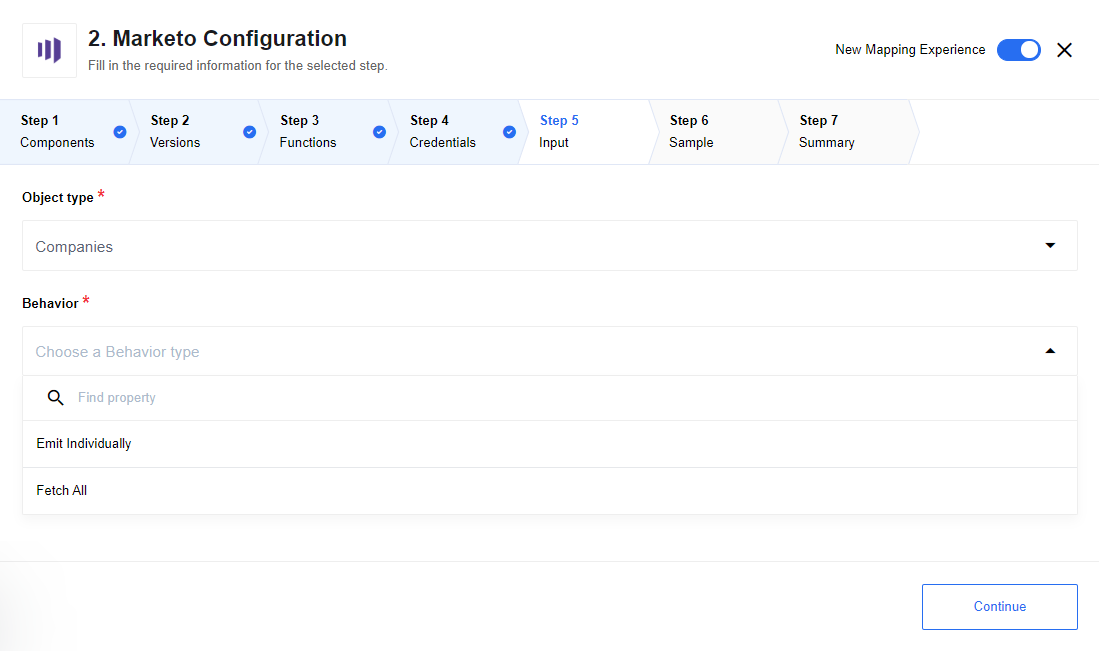 2. Marketo Configuration
Fill in the required information for the selected step.
New Mapping Experience
Step 1
Components
Step 2
Versions
Step 3
Functions
Step 4
Credentials
Step 5
Input
Step 6
Sample
Step 7
Summary
Object type *
Companies
Behavior *
Choose a Behavior type
Find property
Emit Individually
Fetch All
Continue